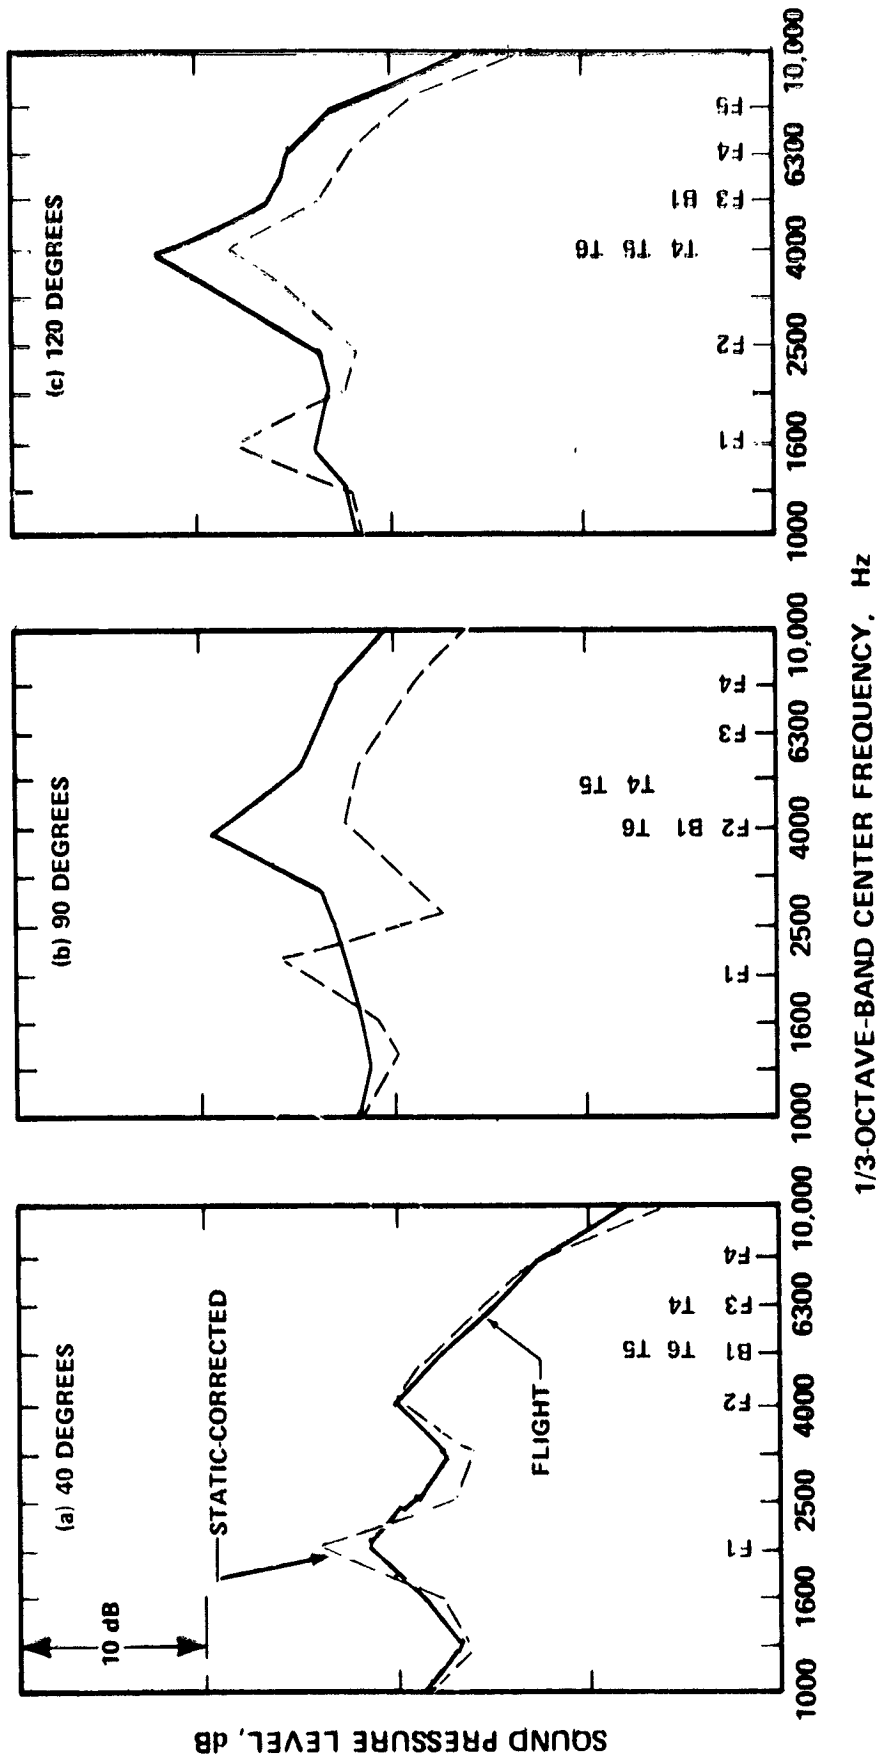 SOUND PRESSURE LEVEL, dB
(a) 40 DEGREES
10 dB
STATIC-CORRECTED
FLIGHT
F1
F2
B1 T6 T5
F3 T4
F4
1000 1600 2500 4000 6300 10,000
(b) 90 DEGREES
F1
F2 B1 T6
T4 T5
F3
F4
1000 1600 2500 4000 6300 10,000
(c) 120 DEGREES
F1
F2
T4 T5 T6
F3 B1
F4
F5
1000 1600 2500 4000 6300 10,000
1/3-OCTAVE-BAND CENTER FREQUENCY, Hz